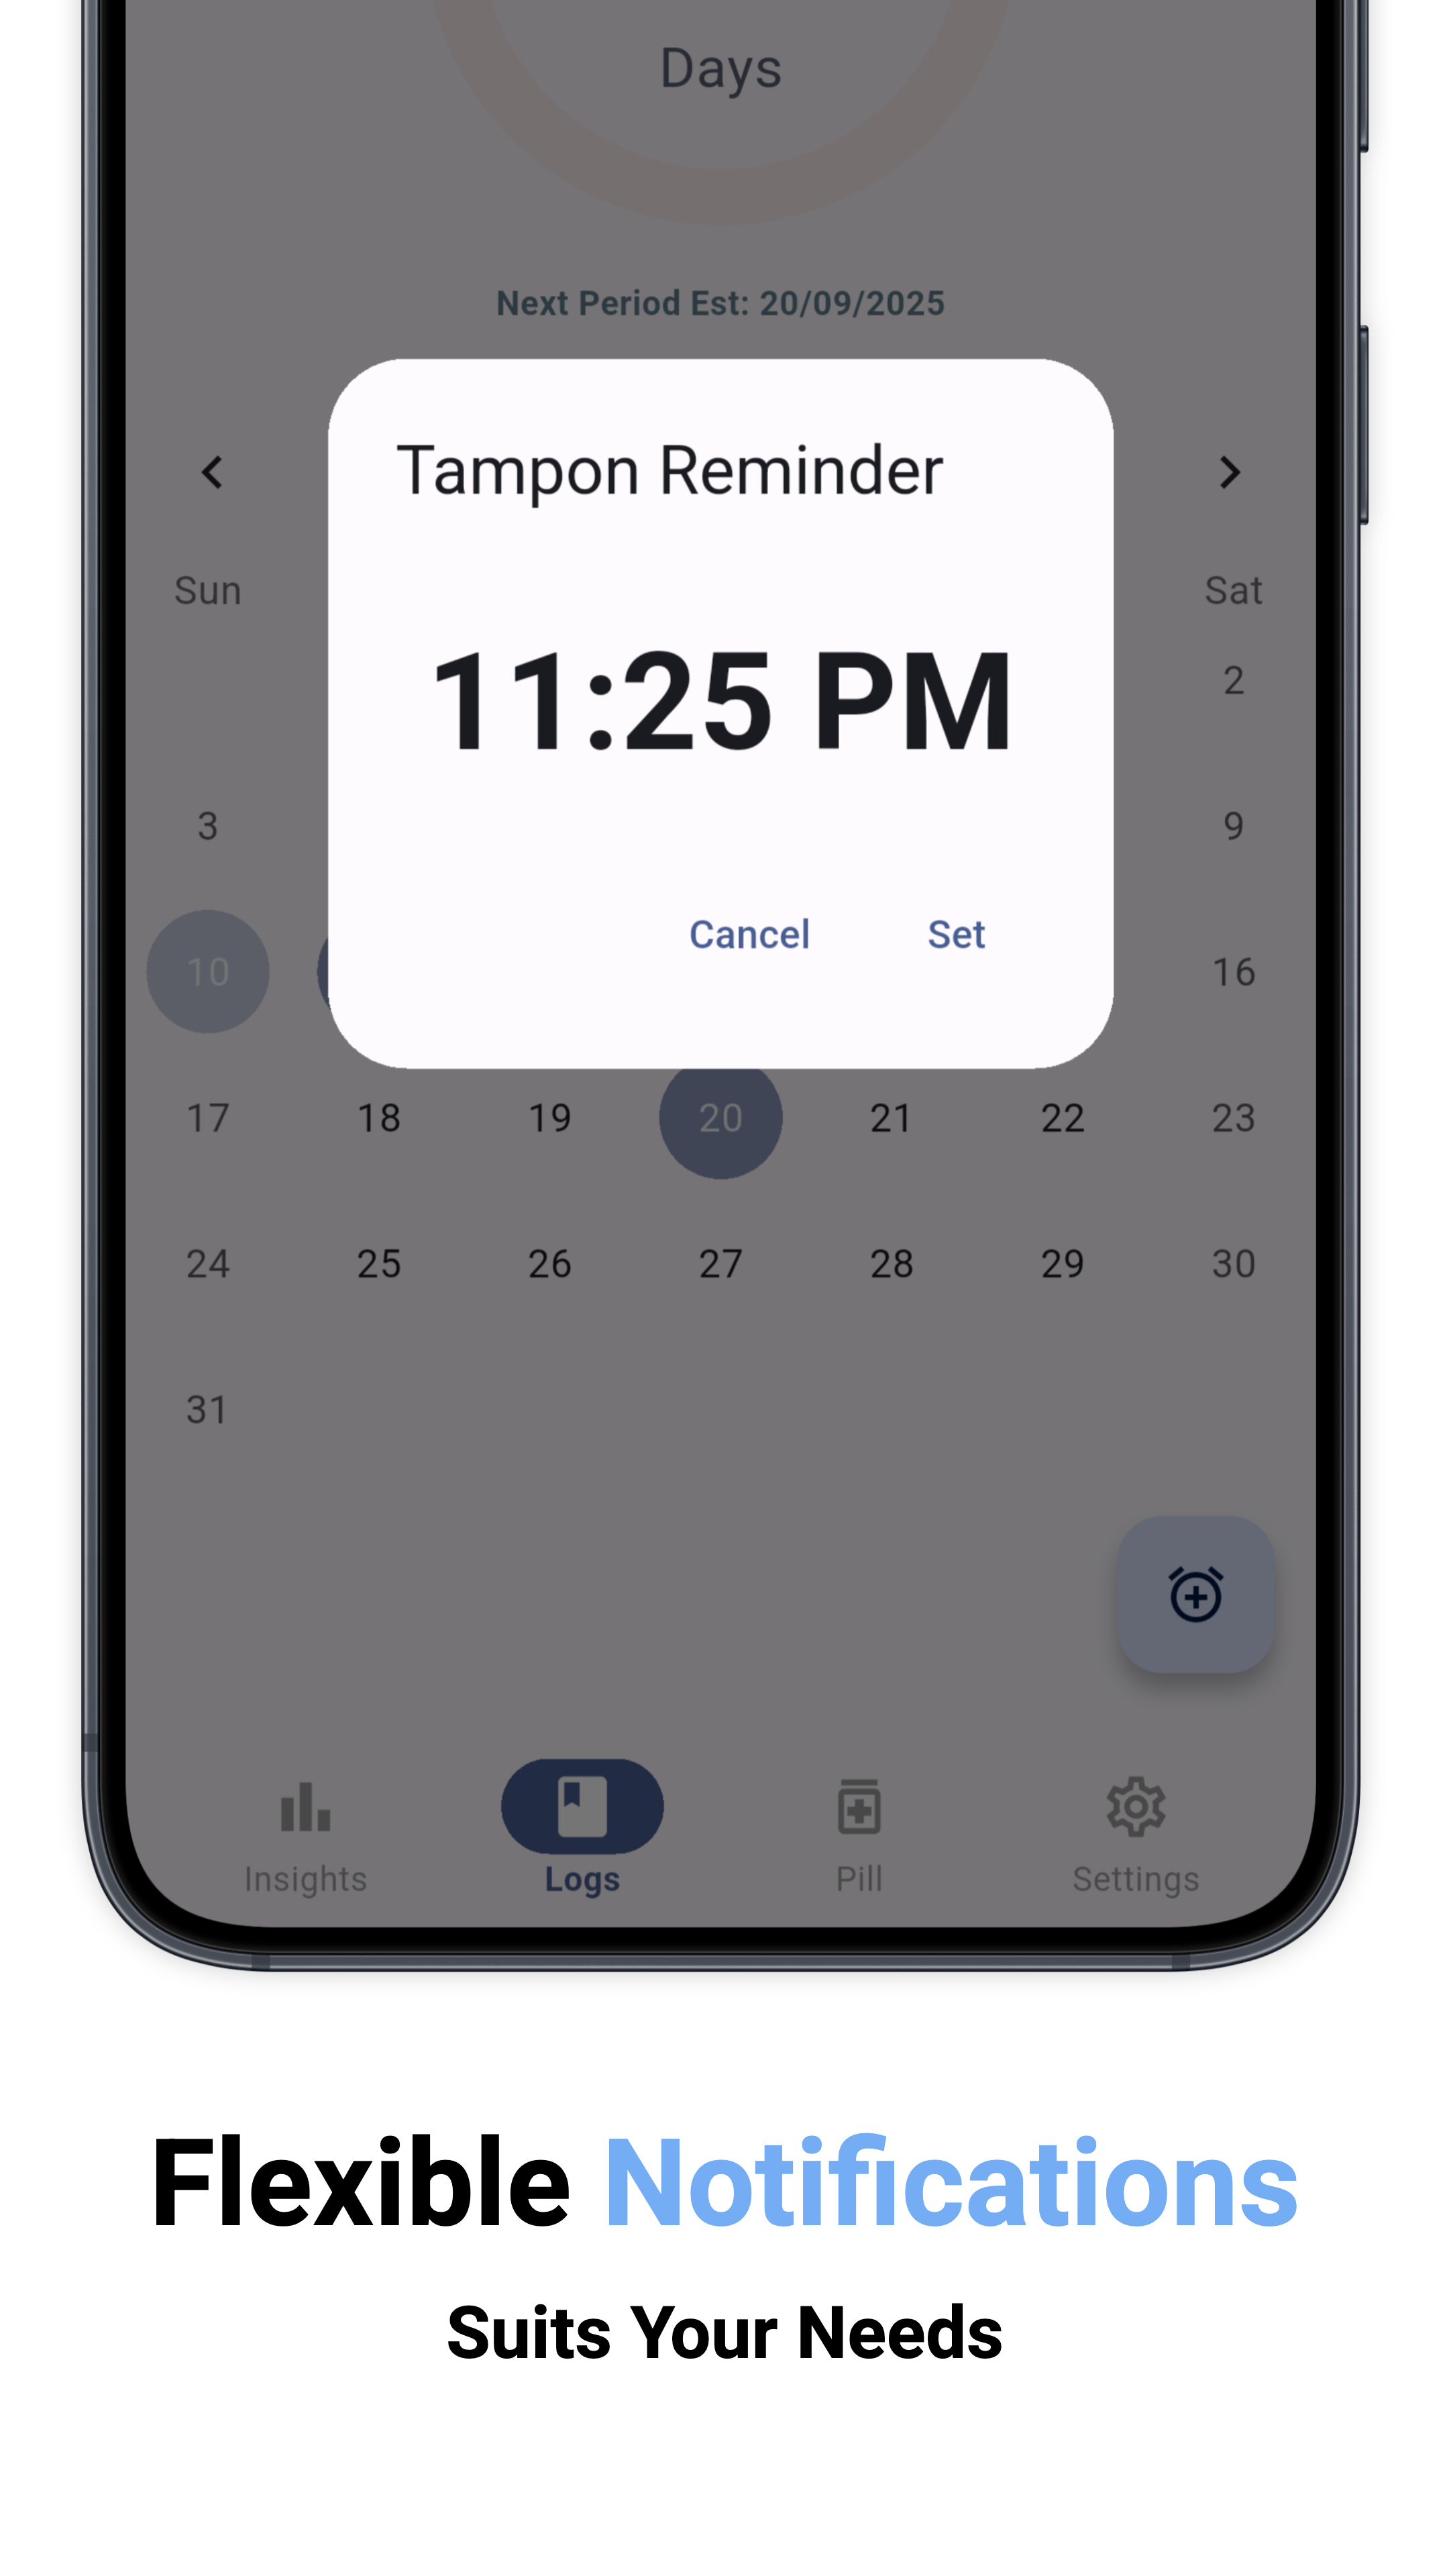 Days
Next Period Est: 20/09/2025
Tampon Reminder
Sun Sat
11:25 PM
2
3 9
Cancel Set
10 16
17 18 19 20 21 22 23
24 25 26 27 28 29 30
31
Insights Logs Pill Settings
Flexible Notifications
Suits Your Needs